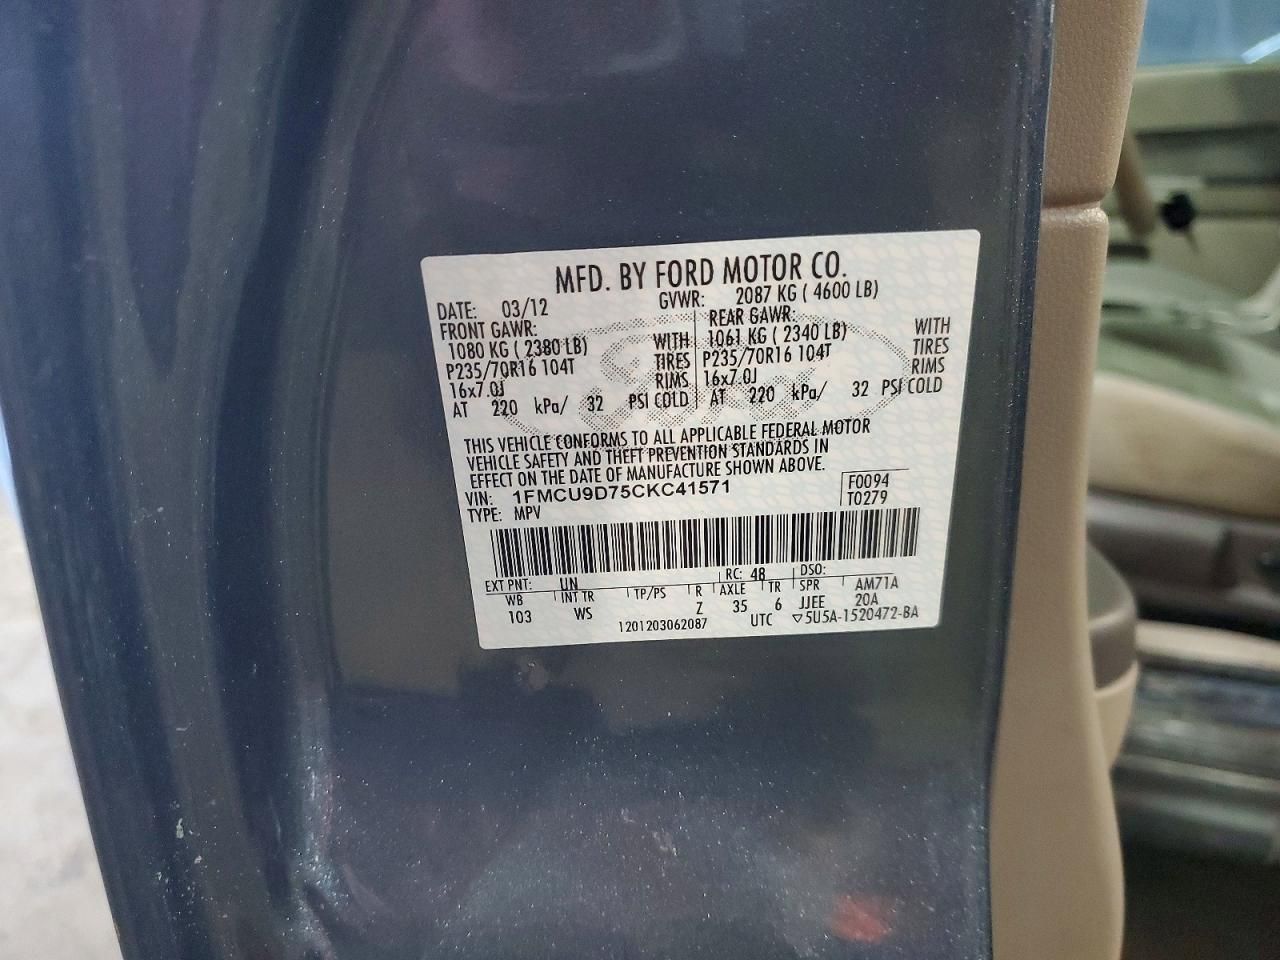 MFD. BY FORD MOTOR CO.
DATE: 03/12 GVWR: 2087 KG ( 4600 LB)
FRONT GAWR: REAR GAWR:
1080 KG ( 2380 LB) WITH 1061 KG ( 2340 LB) WITH
P235/70R16 104T TIRES P235/70R16 104T TIRES
16x7.0J RIMS 16x7.0J RIMS
AT 220 kPa/ 32 PSI COLD AT 220 kPa/ 32 PSI COLD
THIS VEHICLE CONFORMS TO ALL APPLICABLE FEDERAL MOTOR
VEHICLE SAFETY AND THEFT PREVENTION STANDARDS IN
EFFECT ON THE DATE OF MANUFACTURE SHOWN ABOVE.
VIN: 1FMCU9D75CKC41571 F0094
TYPE: MPV T0279
EXT PNT: UN RC: 48 DSO:
WB INT TR TP/PS R AXLE TR SPR AM71A
103 WS Z 35 6 JJEE 20A
1201203062087 UTC ▽5U5A-1520472-BA